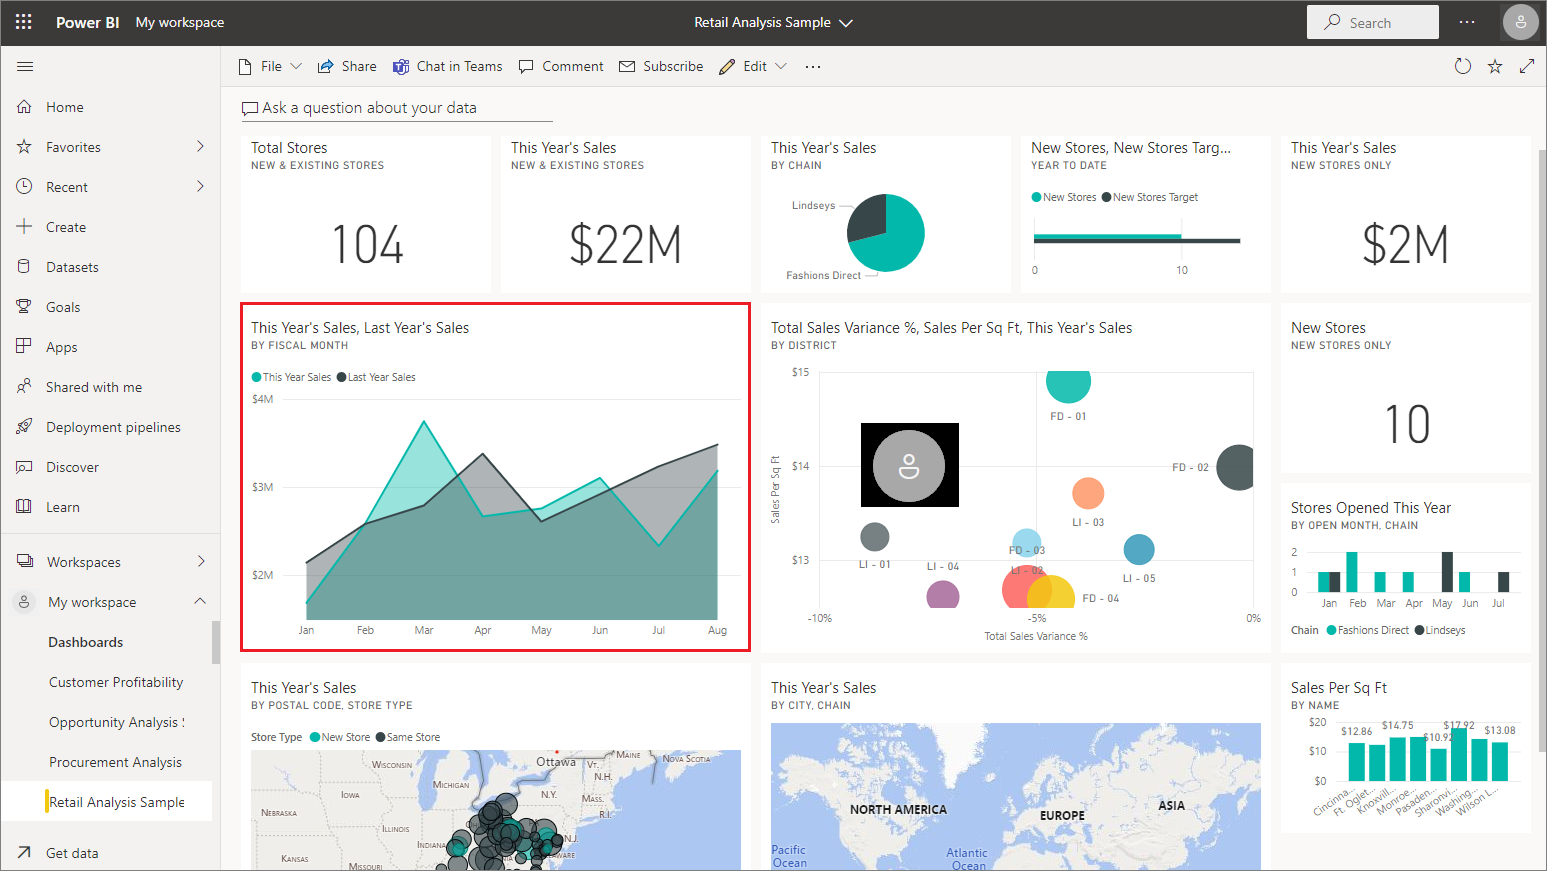 Power BI My workspace
Retail Analysis Sample
Search
File
Share
Chat in Teams
Comment
Subscribe
Edit
Home
Favorites
Recent
Create
Datasets
Goals
Apps
Shared with me
Deployment pipelines
Discover
Learn
Workspaces
My workspace
Dashboards
Customer Profitability
Opportunity Analysis
Procurement Analysis
Retail Analysis Sample
Get data
Ask a question about your data
Total Stores
NEW & EXISTING STORES
104
This Year's Sales
NEW & EXISTING STORES
$22M
This Year's Sales
BY CHAIN
Lindseys
Fashions Direct
New Stores, New Stores Targ...
YEAR TO DATE
New Stores New Stores Target
0 10
This Year's Sales
NEW STORES ONLY
$2M
This Year's Sales, Last Year's Sales
BY FISCAL MONTH
This Year Sales Last Year Sales
$4M
$3M
$2M
Jan Feb Mar Apr May Jun Jul Aug
Total Sales Variance %, Sales Per Sq Ft, This Year's Sales
BY DISTRICT
Sales Per Sq Ft
$15
$14
$13
FD - 01
FD - 02
LI - 03
LI - 01
FD - 03
LI - 04
LI - 02
LI - 05
FD - 04
-10% -5% 0%
Total Sales Variance %
New Stores
NEW STORES ONLY
10
Stores Opened This Year
BY OPEN MONTH, CHAIN
2
1
0
Jan Feb Mar Apr May Jun Jul
Chain Fashions Direct Lindseys
This Year's Sales
BY POSTAL CODE, STORE TYPE
Store Type New Store Same Store
Ottawa
MAINE
NOVA SCOTIA
WISCONSIN
VT.
N.H.
MICHIGAN
N.Y.
MASS.
R.I.
IOWA
NEBRASKA
ILLINOIS
INDIANA
N.J.
KANSAS
MISSOURI
This Year's Sales
BY CITY, CHAIN
NORTH AMERICA
EUROPE
ASIA
Pacific
Ocean
Atlantic
Ocean
Sales Per Sq Ft
BY NAME
$20
$10
$0
$12.86
$14.75
$10.92
$17.92
$13.08
Cincinna...
Ft. Oglet...
Knoxvill...
Monroe...
Pasaden...
Sharonvi...
Washing...
Wilson L...